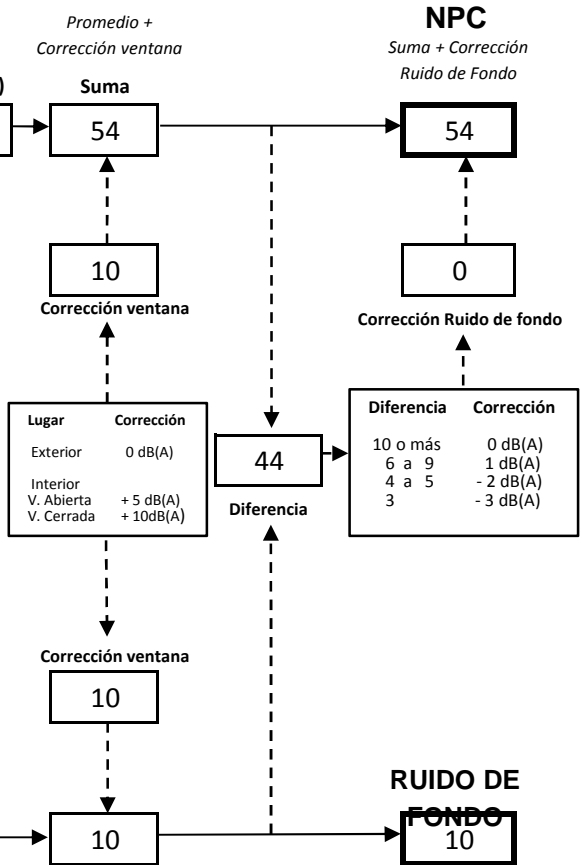 Promedio +
Corrección ventana
NPC
Suma + Corrección
Ruido de Fondo
)
Suma
54
54
10
0
Corrección ventana
Corrección Ruido de fondo
Lugar Corrección
Exterior 0 dB(A)
Interior
V. Abierta + 5 dB(A)
V. Cerrada + 10dB(A)
44
Diferencia
Diferencia Corrección
10 o más 0 dB(A)
6 a 9 1 dB(A)
4 a 5 - 2 dB(A)
3 - 3 dB(A)
Corrección ventana
10
RUIDO DE
FONDO
10
10